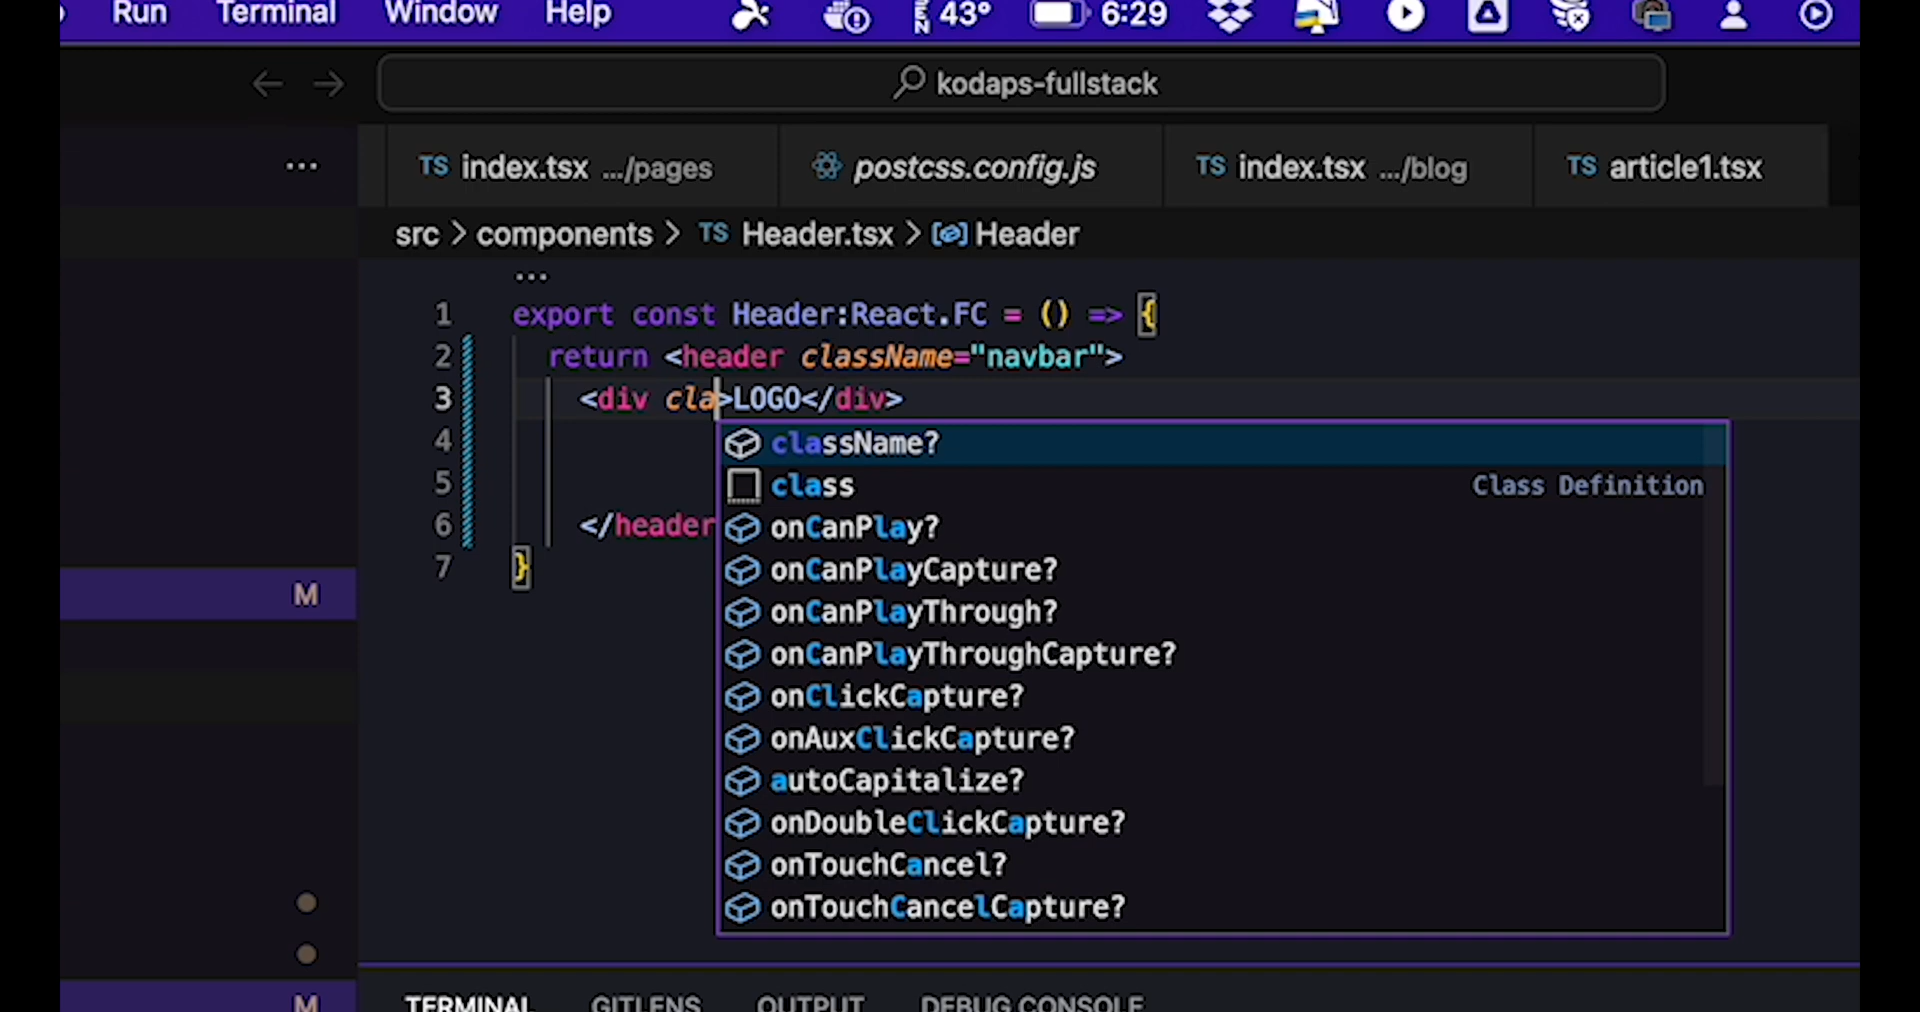 Run Terminal Window Help 43° 6:29
kodaps-fullstack
... TS index.tsx .../pages postcss.config.js TS index.tsx .../blog TS article1.tsx
src > components > TS Header.tsx > Header
...
1 export const Header:React.FC = () => {
2 return <header className="navbar">
3 <div cla>LOGO</div>
4 className?
5 class Class Definition
6 </header onCanPlay?
7 } onCanPlayCapture?
M onCanPlayThrough?
onCanPlayThroughCapture?
onClickCapture?
onAuxClickCapture?
autoCapitalize?
onDoubleClickCapture?
onTouchCancel?
onTouchCancelCapture?
M TERMINAL GITLENS OUTPUT DEBUG CONSOLE